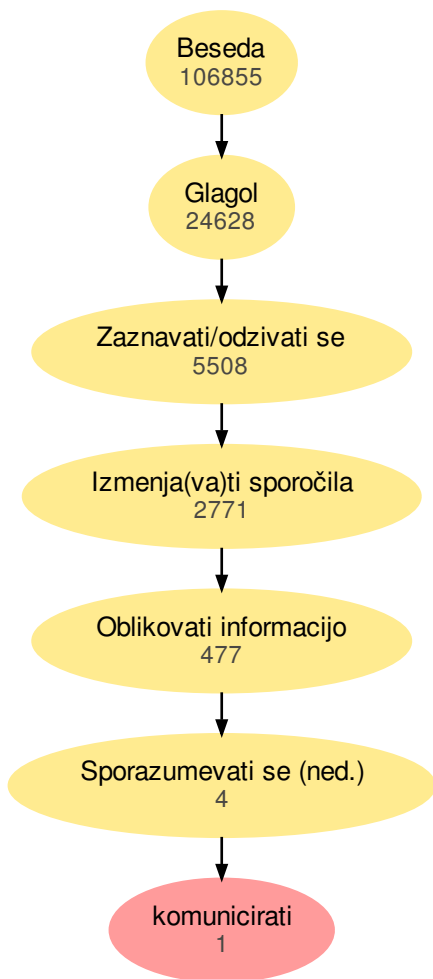 Beseda
106855
Glagol
24628
Zaznavati/odzivati se
5508
Izmenja(va)ti sporočila
2771
Oblikovati informacijo
477
Sporazumevati se (ned.)
4
komunicirati
1